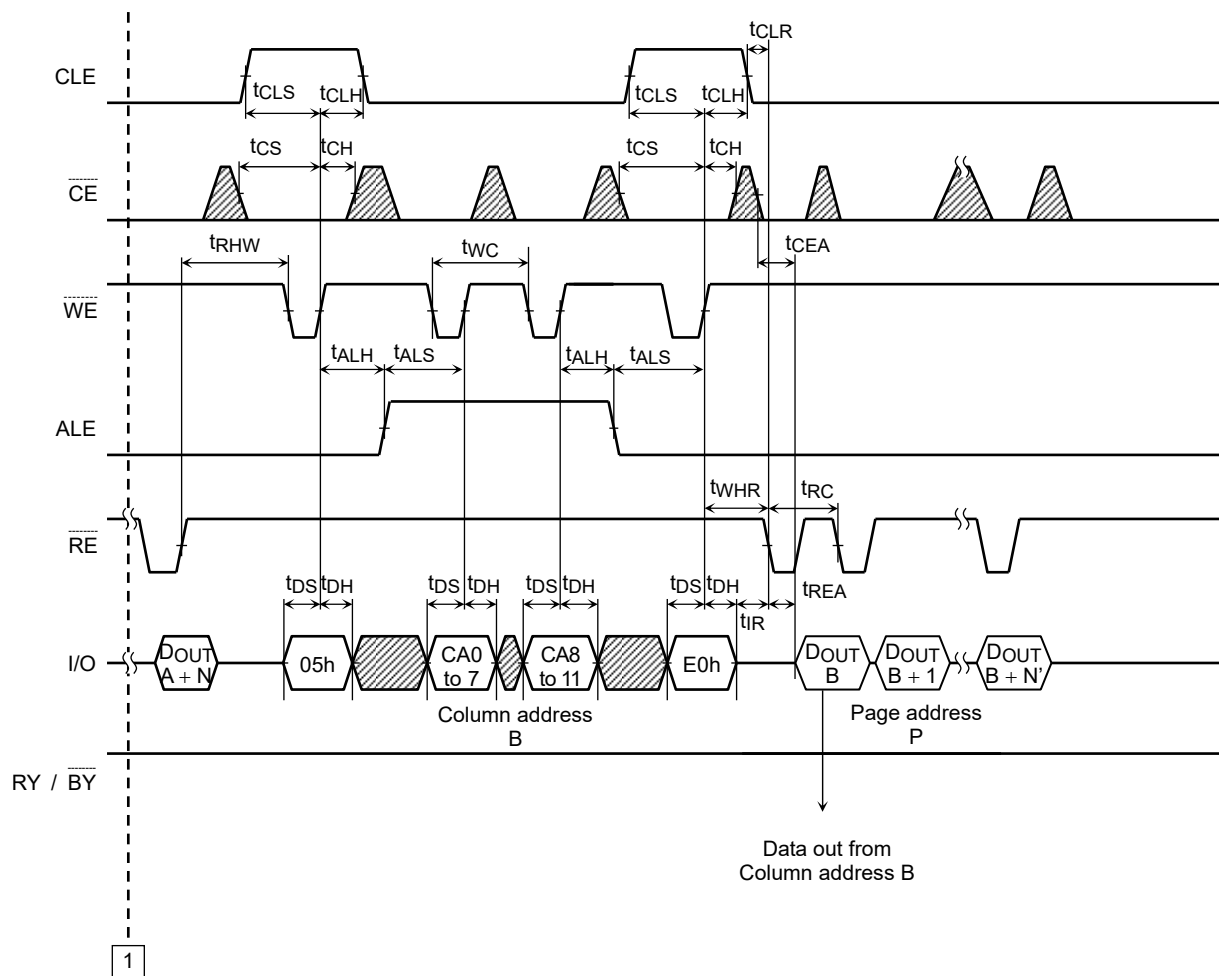 tCLR
CLE
tCLS
tCLH
tCLS
tCLH
tCS
tCH
tCS
tCH
CE
tRHW
tWC
tCEA
WE
tALH
tALS
tALH
tALS
ALE
tWHR
tRC
RE
tDS
tDH
tDS
tDH
tDS
tDH
tDS
tDH
tIR
tREA
I/O
DOUT
A + N
05h
CA0
to 7
CA8
to 11
E0h
DOUT
B
DOUT
B + 1
DOUT
B + N’
Column address
B
Page address
P
RY / BY
Data out from
Column address B
1